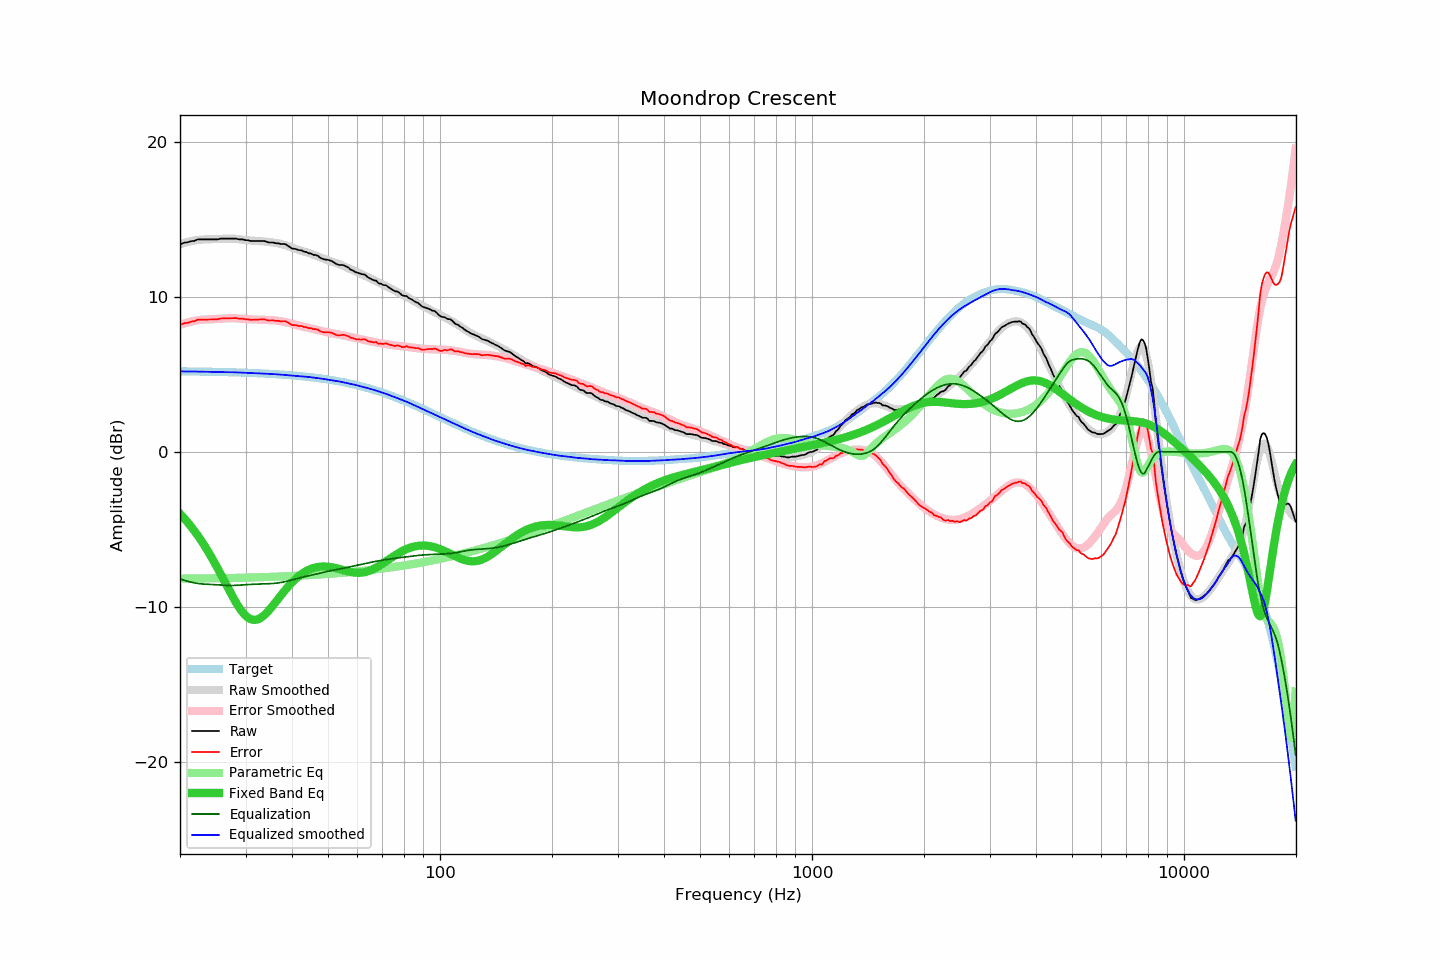 Moondrop Crescent
Amplitude (dBr)
20
10
0
−10
−20
Target
Raw Smoothed
Error Smoothed
Raw
Error
Parametric Eq
Fixed Band Eq
Equalization
Equalized smoothed
100
1000
10000
Frequency (Hz)